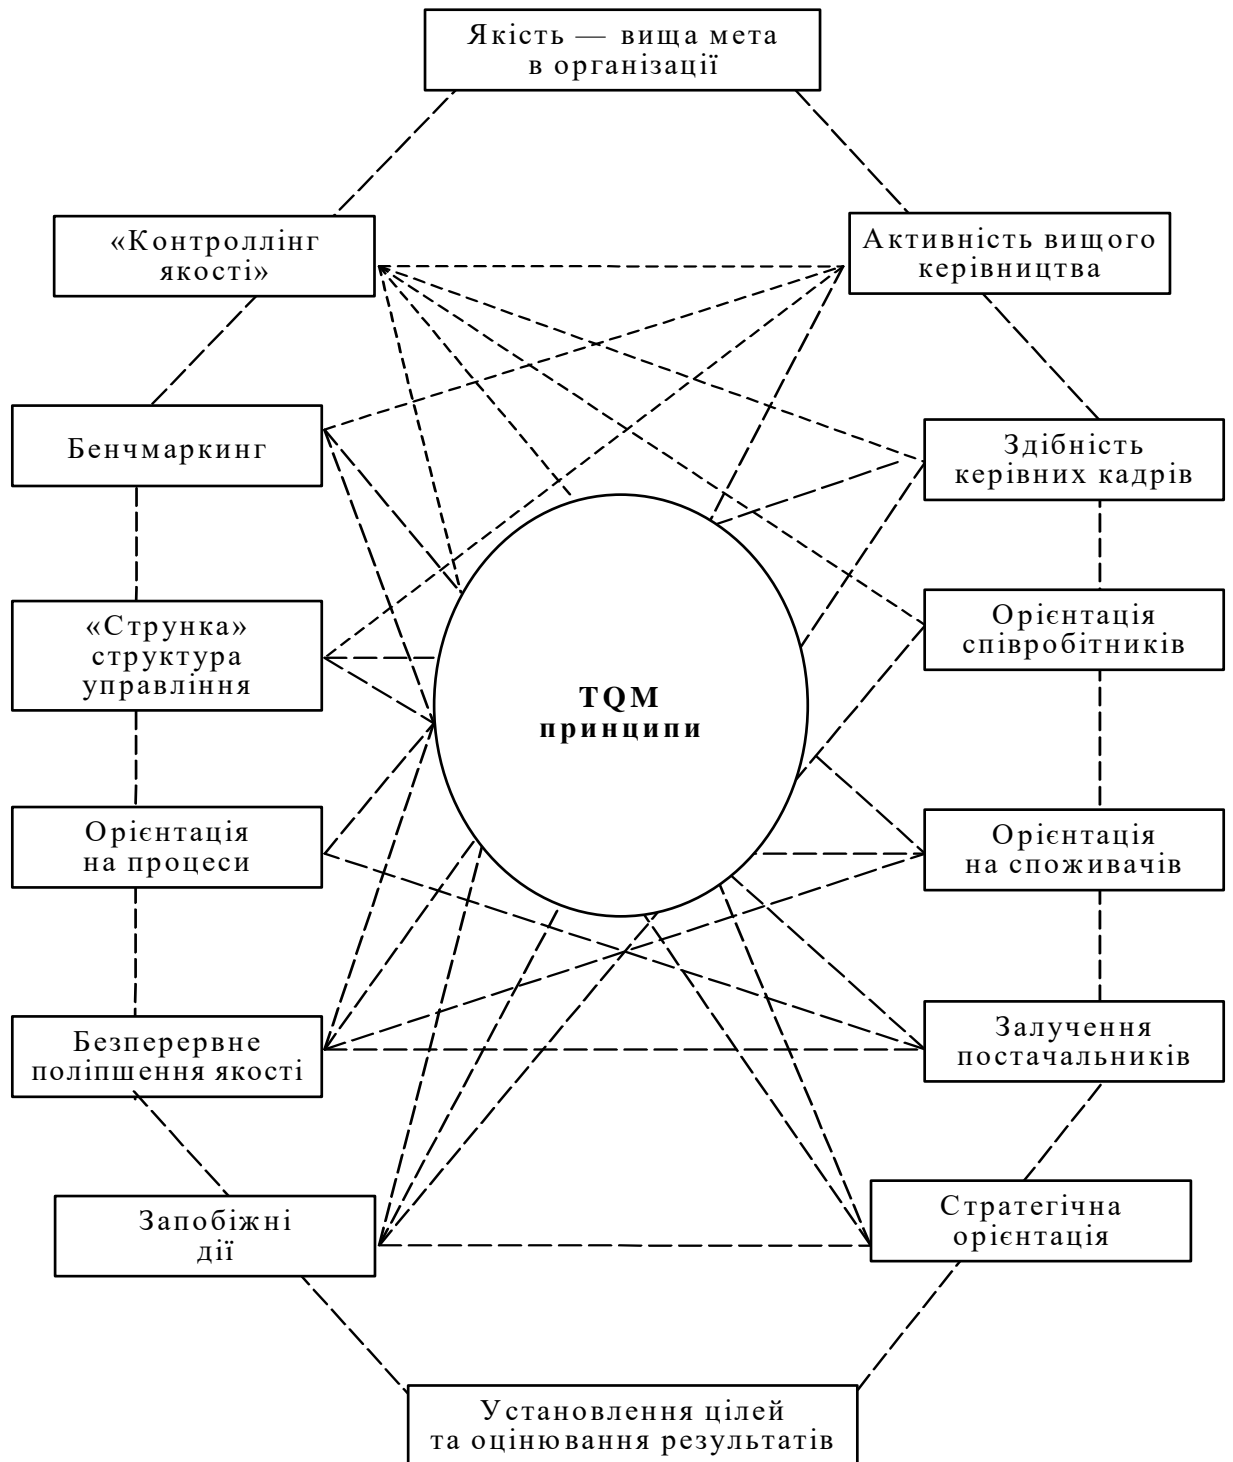 Якість — вища мета
в організації
«Контроллінг
якості»
Активність вищого
керівництва
Бенчмаркинг
Здібність
керівних кадрів
«Струнка»
структура
управління
Орієнтація
співробітників
TQM
принципи
Орієнтація
на процеси
Орієнтація
на споживачів
Безперервне
поліпшення якості
Залучення
постачальників
Запобіжні
дії
Стратегічна
орієнтація
Установлення цілей
та оцінювання результатів